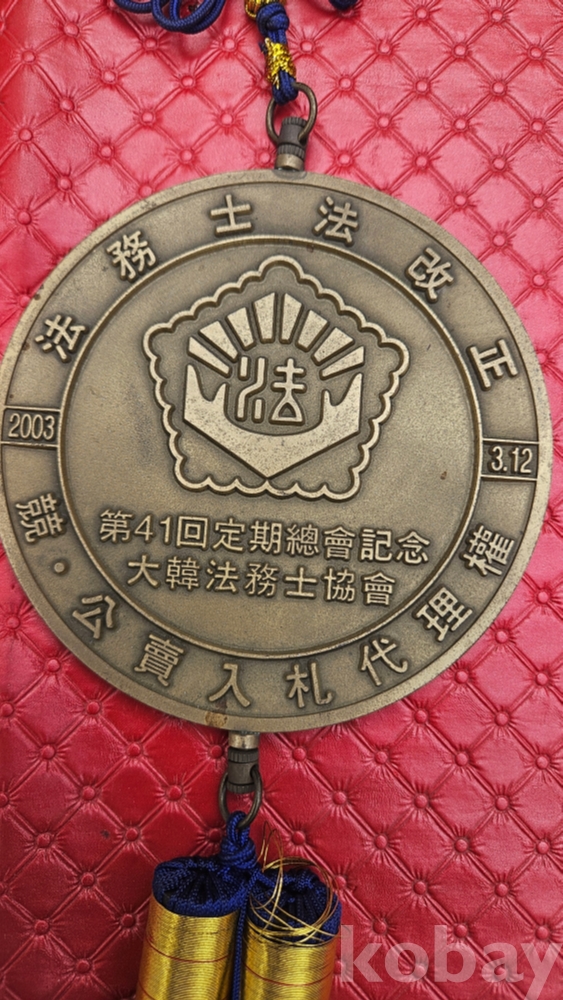 法務士法改正
2003
3.12
法
第41回定期總會記念
大韓法務士協會
競·公賣入札代理權
kobay